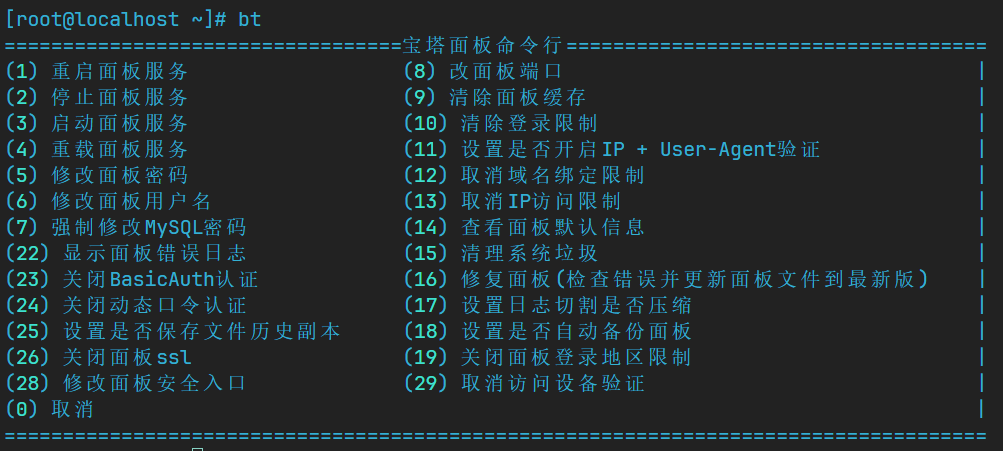 [root@localhost ~]# bt
==================================宝塔面板命令行====================================
(1) 重启面板服务 (8) 改面板端口 |
(2) 停止面板服务 (9) 清除面板缓存 |
(3) 启动面板服务 (10) 清除登录限制 |
(4) 重载面板服务 (11) 设置是否开启IP + User-Agent验证 |
(5) 修改面板密码 (12) 取消域名绑定限制 |
(6) 修改面板用户名 (13) 取消IP访问限制 |
(7) 强制修改MySQL密码 (14) 查看面板默认信息 |
(22) 显示面板错误日志 (15) 清理系统垃圾 |
(23) 关闭BasicAuth认证 (16) 修复面板(检查错误并更新面板文件到最新版) |
(24) 关闭动态口令认证 (17) 设置日志切割是否压缩 |
(25) 设置是否保存文件历史副本 (18) 设置是否自动备份面板 |
(26) 关闭面板ssl (19) 关闭面板登录地区限制 |
(28) 修改面板安全入口 (29) 取消访问设备验证 |
(0) 取消 |
====================================================================================